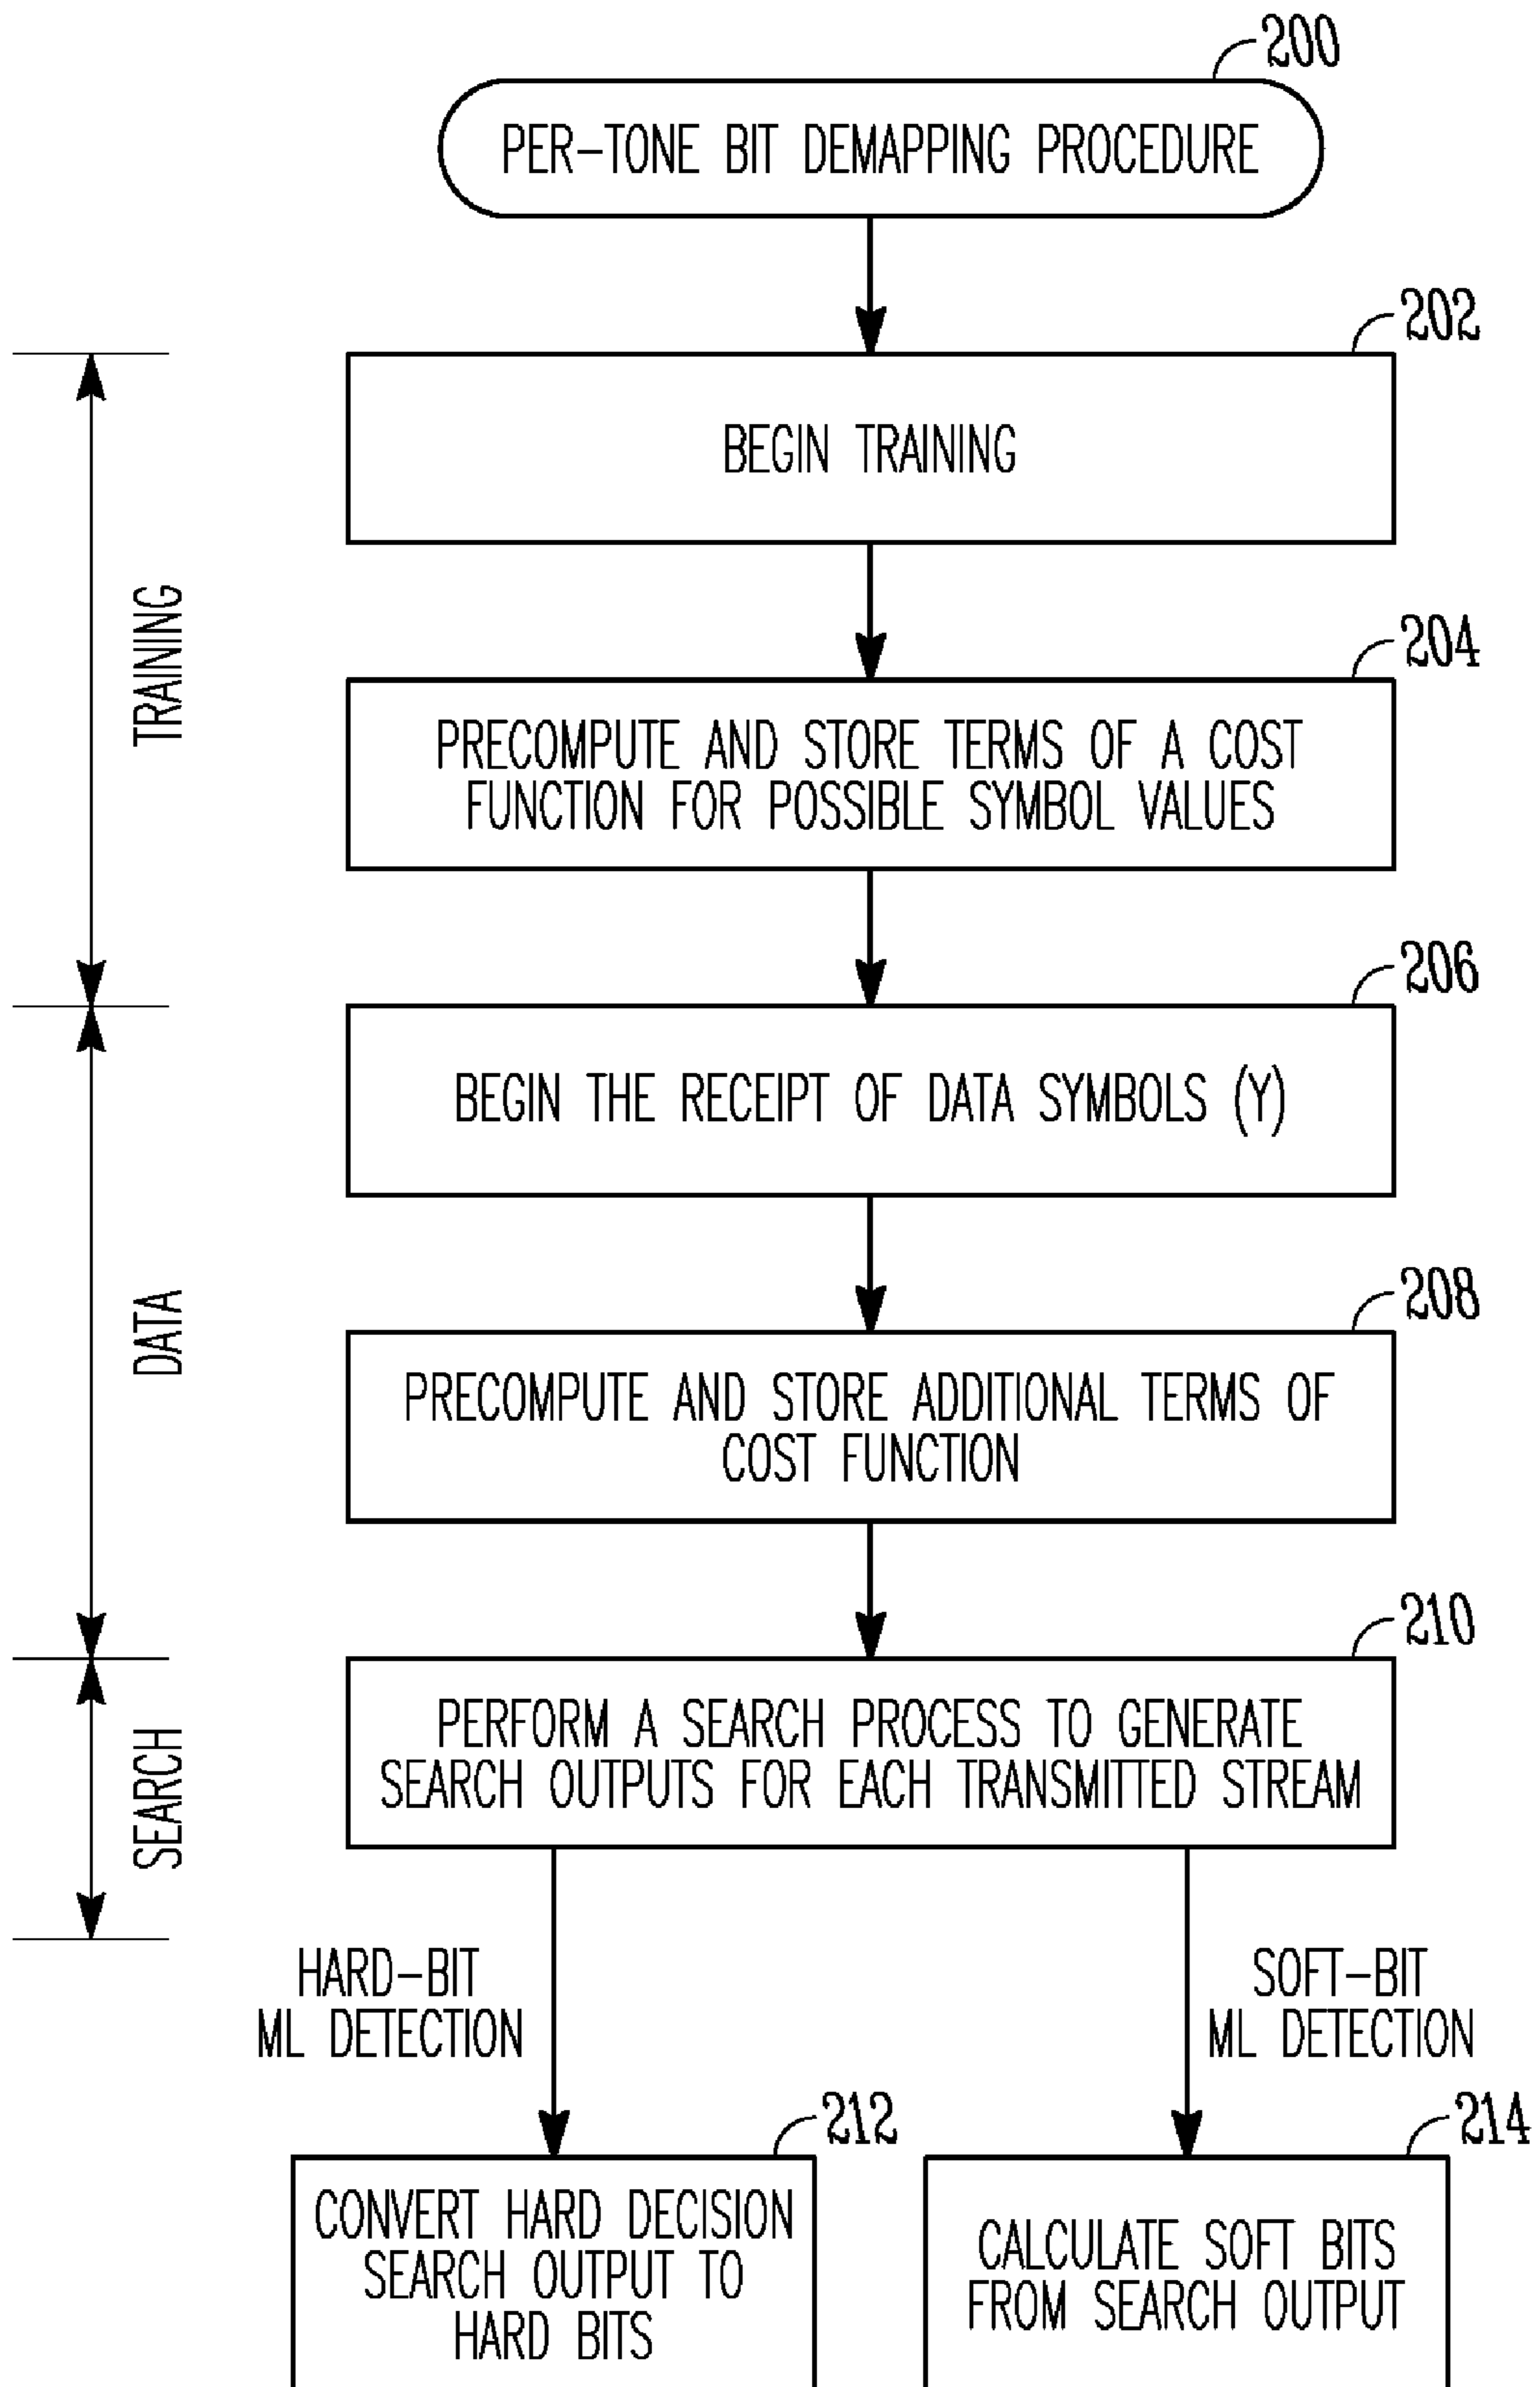 200
PER-TONE BIT DEMAPPING PROCEDURE
202
BEGIN TRAINING
TRAINING
204
PRECOMPUTE AND STORE TERMS OF A COST
FUNCTION FOR POSSIBLE SYMBOL VALUES
206
BEGIN THE RECEIPT OF DATA SYMBOLS (Y)
DATA
208
PRECOMPUTE AND STORE ADDITIONAL TERMS OF
COST FUNCTION
210
PERFORM A SEARCH PROCESS TO GENERATE
SEARCH OUTPUTS FOR EACH TRANSMITTED STREAM
SEARCH
HARD-BIT
ML DETECTION
SOFT-BIT
ML DETECTION
212
CONVERT HARD DECISION
SEARCH OUTPUT TO
HARD BITS
214
CALCULATE SOFT BITS
FROM SEARCH OUTPUT